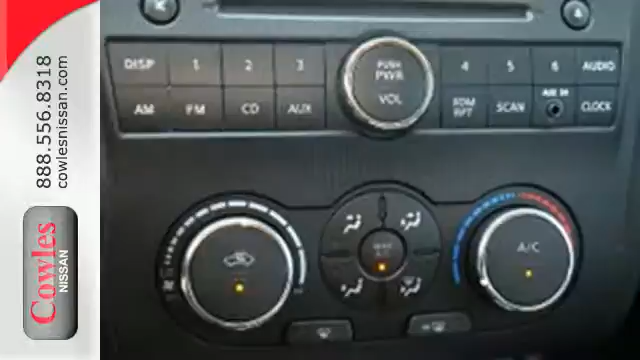 888.556.8318
cowlesnissan.com
Cowles
NISSAN
DISP 1 2 3 PUSH PWR 4 5 6 AUDIO
AM FM CD AUX VOL RDM RPT SCAN AUX IN CLOCK
A/C